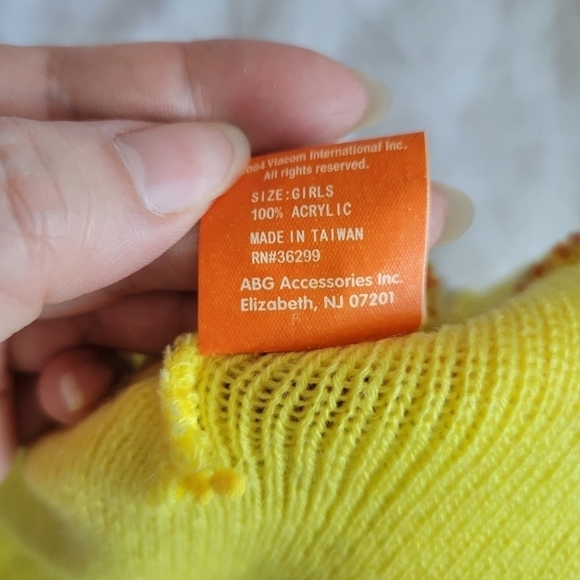 2004 Viacom International Inc.
All rights reserved.
SIZE:GIRLS
100% ACRYLIC
MADE IN TAIWAN
RN#36299
ABG Accessories Inc.
Elizabeth, NJ 07201